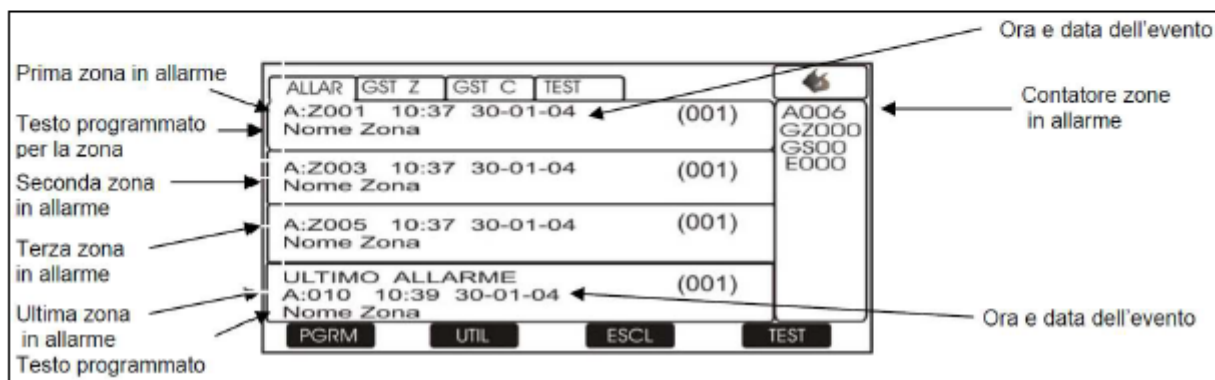 Ora e data dell'evento
Prima zona in allarme
Testo programmato
per la zona
Seconda zona
in allarme
Terza zona
in allarme
Ultima zona
in allarme
Testo programmato
ALLAR GST Z GST C TEST
A:Z001 10:37 30-01-04 (001)
Nome Zona
A:Z003 10:37 30-01-04 (001)
Nome Zona
A:Z005 10:37 30-01-04 (001)
Nome Zona
ULTIMO ALLARME (001)
A:010 10:39 30-01-04
Nome Zona
PGRM UTIL ESCL TEST
A006
GZ000
GS00
E000
Contatore zone
in allarme
Ora e data dell'evento